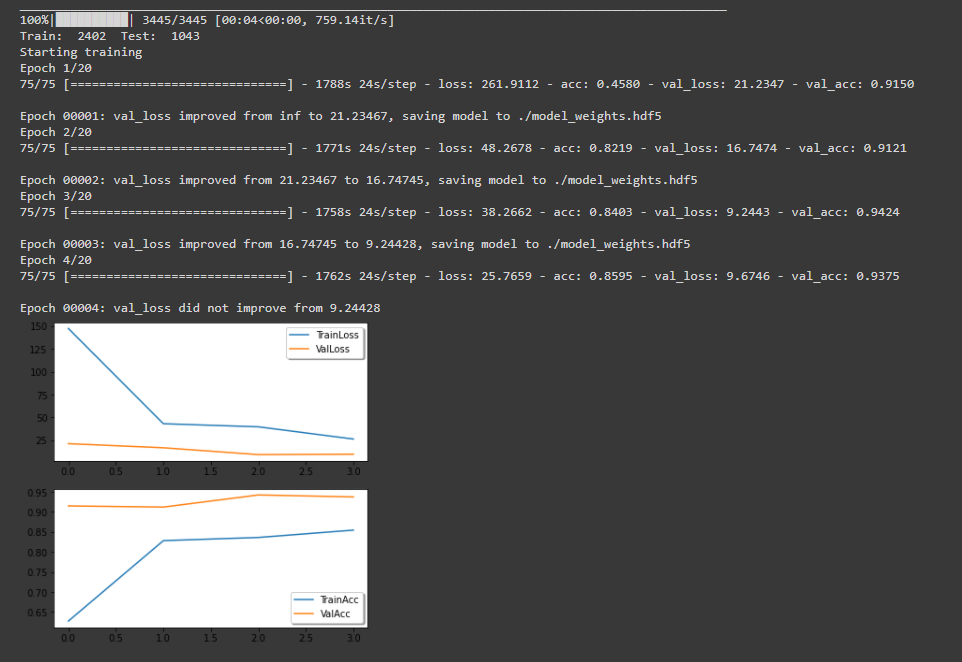 100%|██████████| 3445/3445 [00:04<00:00, 759.14it/s]
Train:  2402  Test:  1043
Starting training
Epoch 1/20
75/75 [==============================] - 1788s 24s/step - loss: 261.9112 - acc: 0.4580 - val_loss: 21.2347 - val_acc: 0.9150
Epoch 00001: val_loss improved from inf to 21.23467, saving model to ./model_weights.hdf5
Epoch 2/20
75/75 [==============================] - 1771s 24s/step - loss: 48.2678 - acc: 0.8219 - val_loss: 16.7474 - val_acc: 0.9121
Epoch 00002: val_loss improved from 21.23467 to 16.74745, saving model to ./model_weights.hdf5
Epoch 3/20
75/75 [==============================] - 1758s 24s/step - loss: 38.2662 - acc: 0.8403 - val_loss: 9.2443 - val_acc: 0.9424
Epoch 00003: val_loss improved from 16.74745 to 9.24428, saving model to ./model_weights.hdf5
Epoch 4/20
75/75 [==============================] - 1762s 24s/step - loss: 25.7659 - acc: 0.8595 - val_loss: 9.6746 - val_acc: 0.9375
Epoch 00004: val_loss did not improve from 9.24428
150
125
100
75
50
25
TrainLoss
ValLoss
0.0 0.5 1.0 1.5 2.0 2.5 3.0
0.95
0.90
0.85
0.80
0.75
0.70
0.65
TrainAcc
ValAcc
0.0 0.5 1.0 1.5 2.0 2.5 3.0